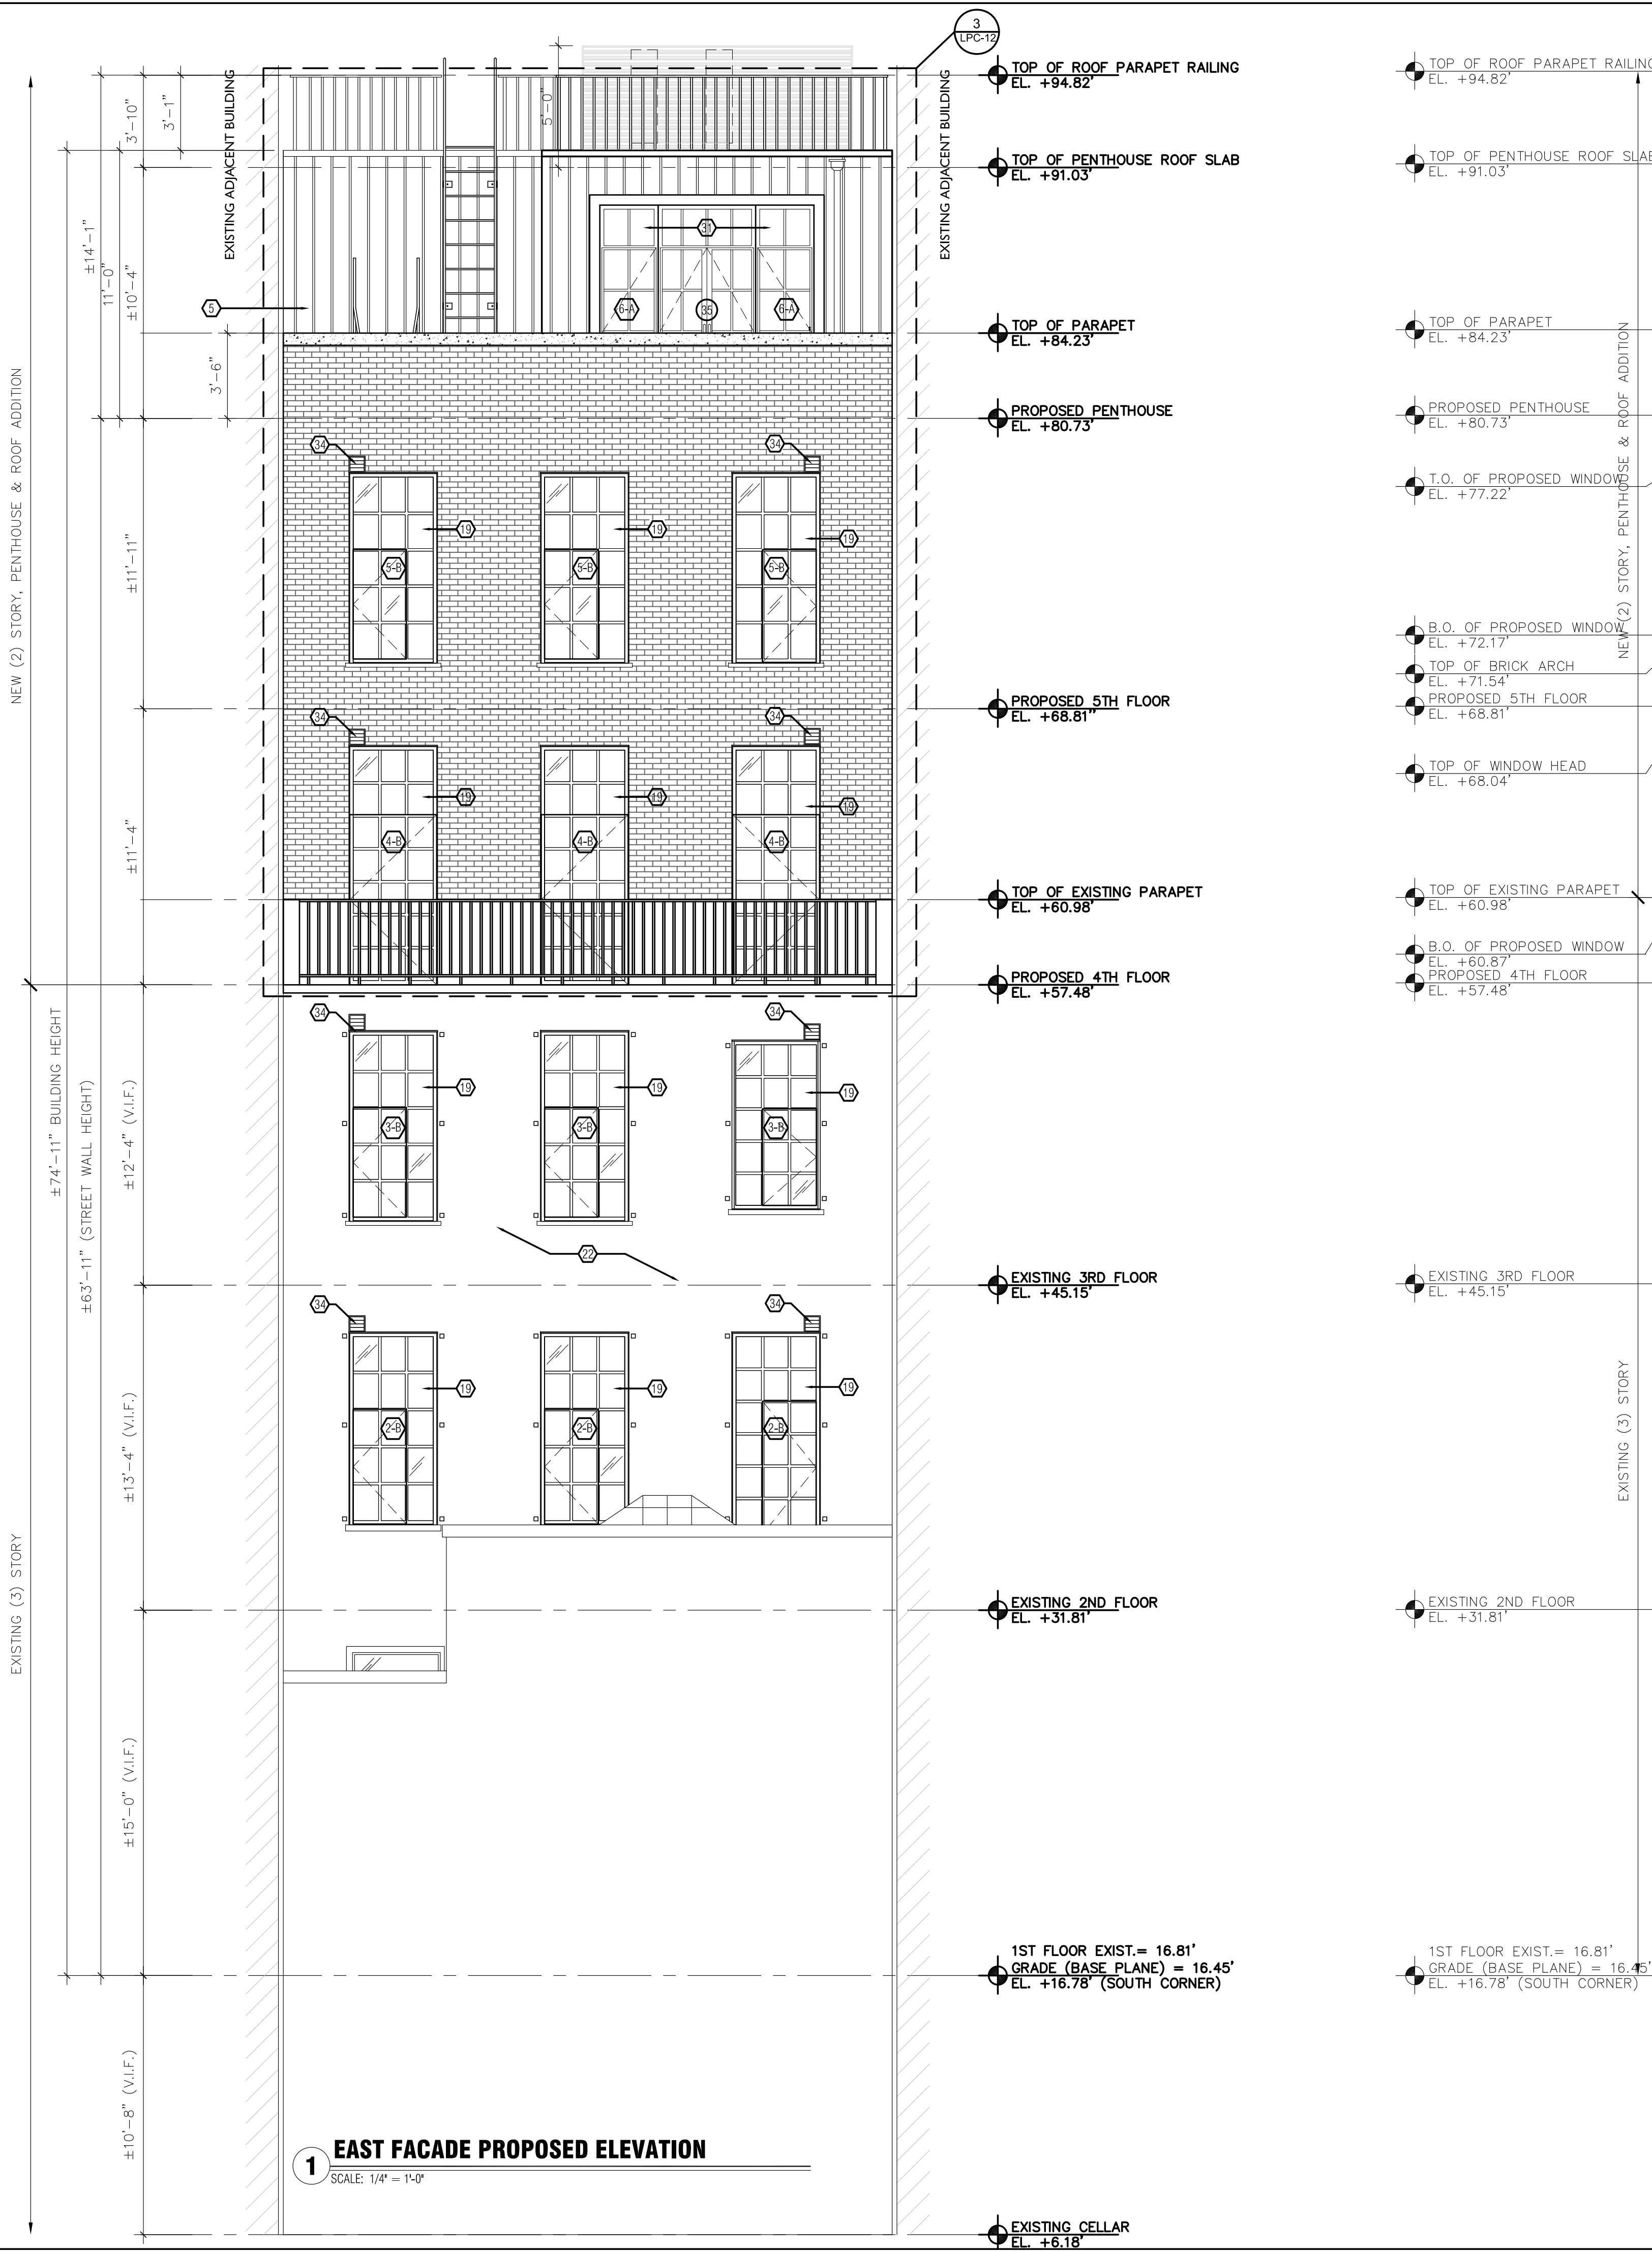 3
LPC-12
TOP OF ROOF PARAPET RAILING
EL. +94.82'
TOP OF PENTHOUSE ROOF SLAB
EL. +91.03'
TOP OF PARAPET
EL. +84.23'
PROPOSED PENTHOUSE
EL. +80.73'
PROPOSED 5TH FLOOR
EL. +68.81"
TOP OF EXISTING PARAPET
EL. +60.98'
PROPOSED 4TH FLOOR
EL. +57.48'
EXISTING 3RD FLOOR
EL. +45.15'
EXISTING 2ND FLOOR
EL. +31.81'
1ST FLOOR EXIST.= 16.81'
GRADE (BASE PLANE) = 16.45'
EL. +16.78' (SOUTH CORNER)
EXISTING CELLAR
EL. +6.18'
NEW (2) STORY, PENTHOUSE & ROOF ADDITION
EXISTING (3) STORY
±74'-11" BUILDING HEIGHT
±63'-11" (STREET WALL HEIGHT)
±14'-1"
11'-0"
3'-10"
3'-1"
±10'-4"
3'-6"
5'-0"
±11'-11"
±11'-4"
±12'-4" (V.I.F.)
±13'-4" (V.I.F.)
±15'-0" (V.I.F.)
±10'-8" (V.I.F.)
EXISTING ADJACENT BUILDING
EXISTING ADJACENT BUILDING
31
5
6-A
35
6-A
34
34
19
19
19
5-B
5-B
5-B
34
34
19
19
19
4-B
4-B
4-B
34
34
19
19
19
3-B
3-B
3-B
22
34
34
19
19
19
2-B
2-B
2-B
1
EAST FACADE PROPOSED ELEVATION
SCALE: 1/4" = 1'-0"
TOP OF ROOF PARAPET RAILING
EL. +94.82'
TOP OF PENTHOUSE ROOF SLAB
EL. +91.03'
TOP OF PARAPET
EL. +84.23'
PROPOSED PENTHOUSE
EL. +80.73'
T.O. OF PROPOSED WINDOW
EL. +77.22'
B.O. OF PROPOSED WINDOW
EL. +72.17'
TOP OF BRICK ARCH
EL. +71.54'
PROPOSED 5TH FLOOR
EL. +68.81'
TOP OF WINDOW HEAD
EL. +68.04'
TOP OF EXISTING PARAPET
EL. +60.98'
B.O. OF PROPOSED WINDOW
EL. +60.87'
PROPOSED 4TH FLOOR
EL. +57.48'
EXISTING 3RD FLOOR
EL. +45.15'
EXISTING 2ND FLOOR
EL. +31.81'
1ST FLOOR EXIST.= 16.81'
GRADE (BASE PLANE) = 16.45'
EL. +16.78' (SOUTH CORNER)
NEW (2) STORY, PENTHOUSE & ROOF ADDITION
EXISTING (3) STORY